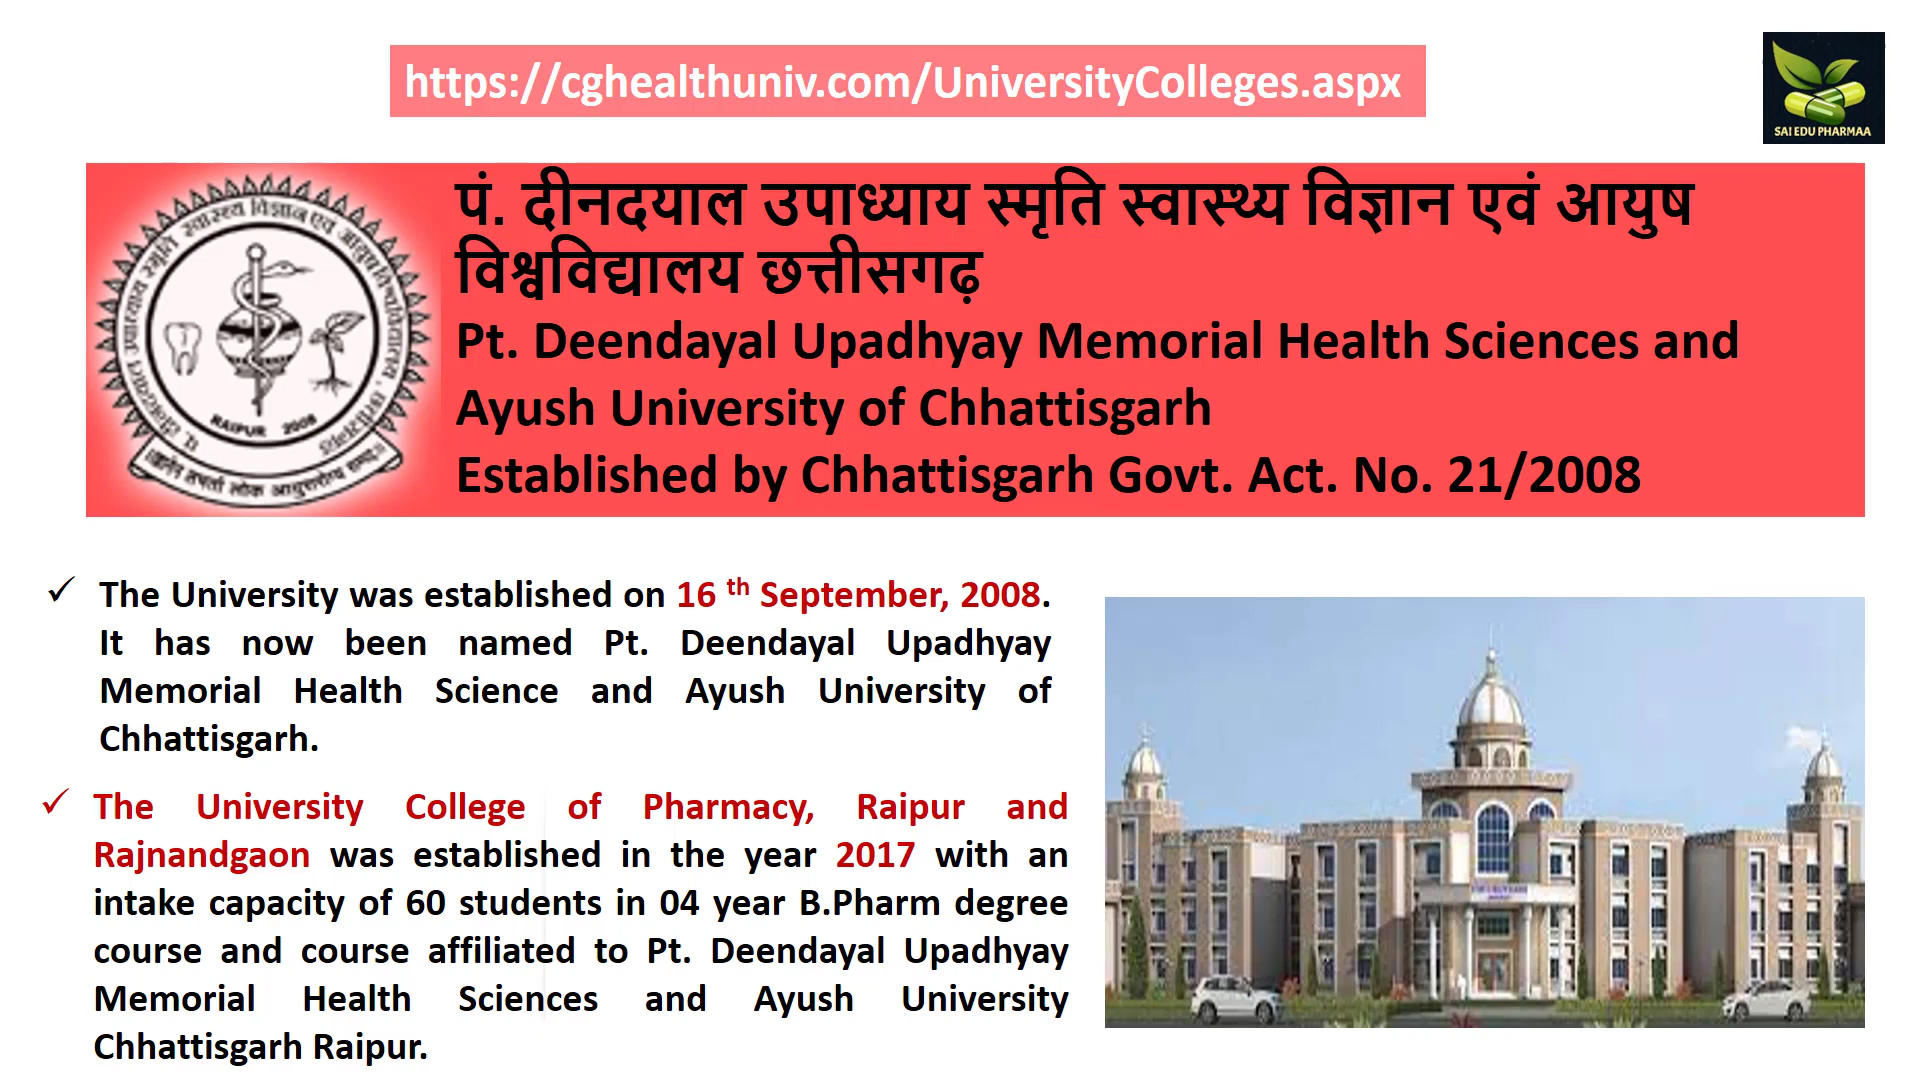 https://cghealthuniv.com/UniversityColleges.aspx
SAI EDU PHARMAA
पं. दीनदयाल उपाध्याय स्मृति स्वास्थ्य विज्ञान एवं आयुष
विश्वविद्यालय छत्तीसगढ़
Pt. Deendayal Upadhyay Memorial Health Sciences and
Ayush University of Chhattisgarh
Established by Chhattisgarh Govt. Act. No. 21/2008
RAIPUR 2008
✓ The University was established on 16 th September, 2008.
It has now been named Pt. Deendayal Upadhyay
Memorial Health Science and Ayush University of
Chhattisgarh.
✓ The University College of Pharmacy, Raipur and
Rajnandgaon was established in the year 2017 with an
intake capacity of 60 students in 04 year B.Pharm degree
course and course affiliated to Pt. Deendayal Upadhyay
Memorial Health Sciences and Ayush University
Chhattisgarh Raipur.